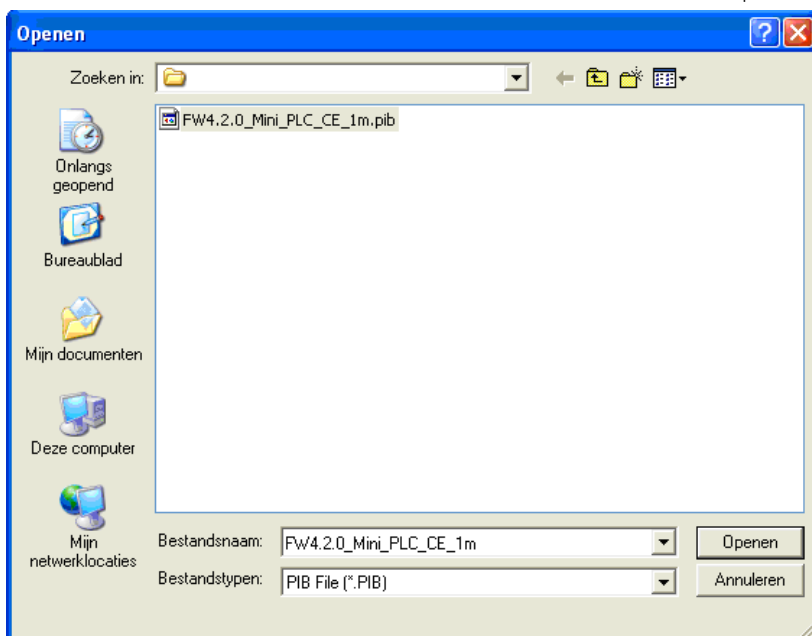 Openen
Zoeken in:
FW4.2.0_Mini_PLC_CE_1m.pib
Onlangs
geopend
Bureaublad
Mijn documenten
Deze computer
Mijn
netwerklocaties
Bestandsnaam:
FW4.2.0_Mini_PLC_CE_1m
Openen
Bestandstypen:
PIB File (*.PIB)
Annuleren